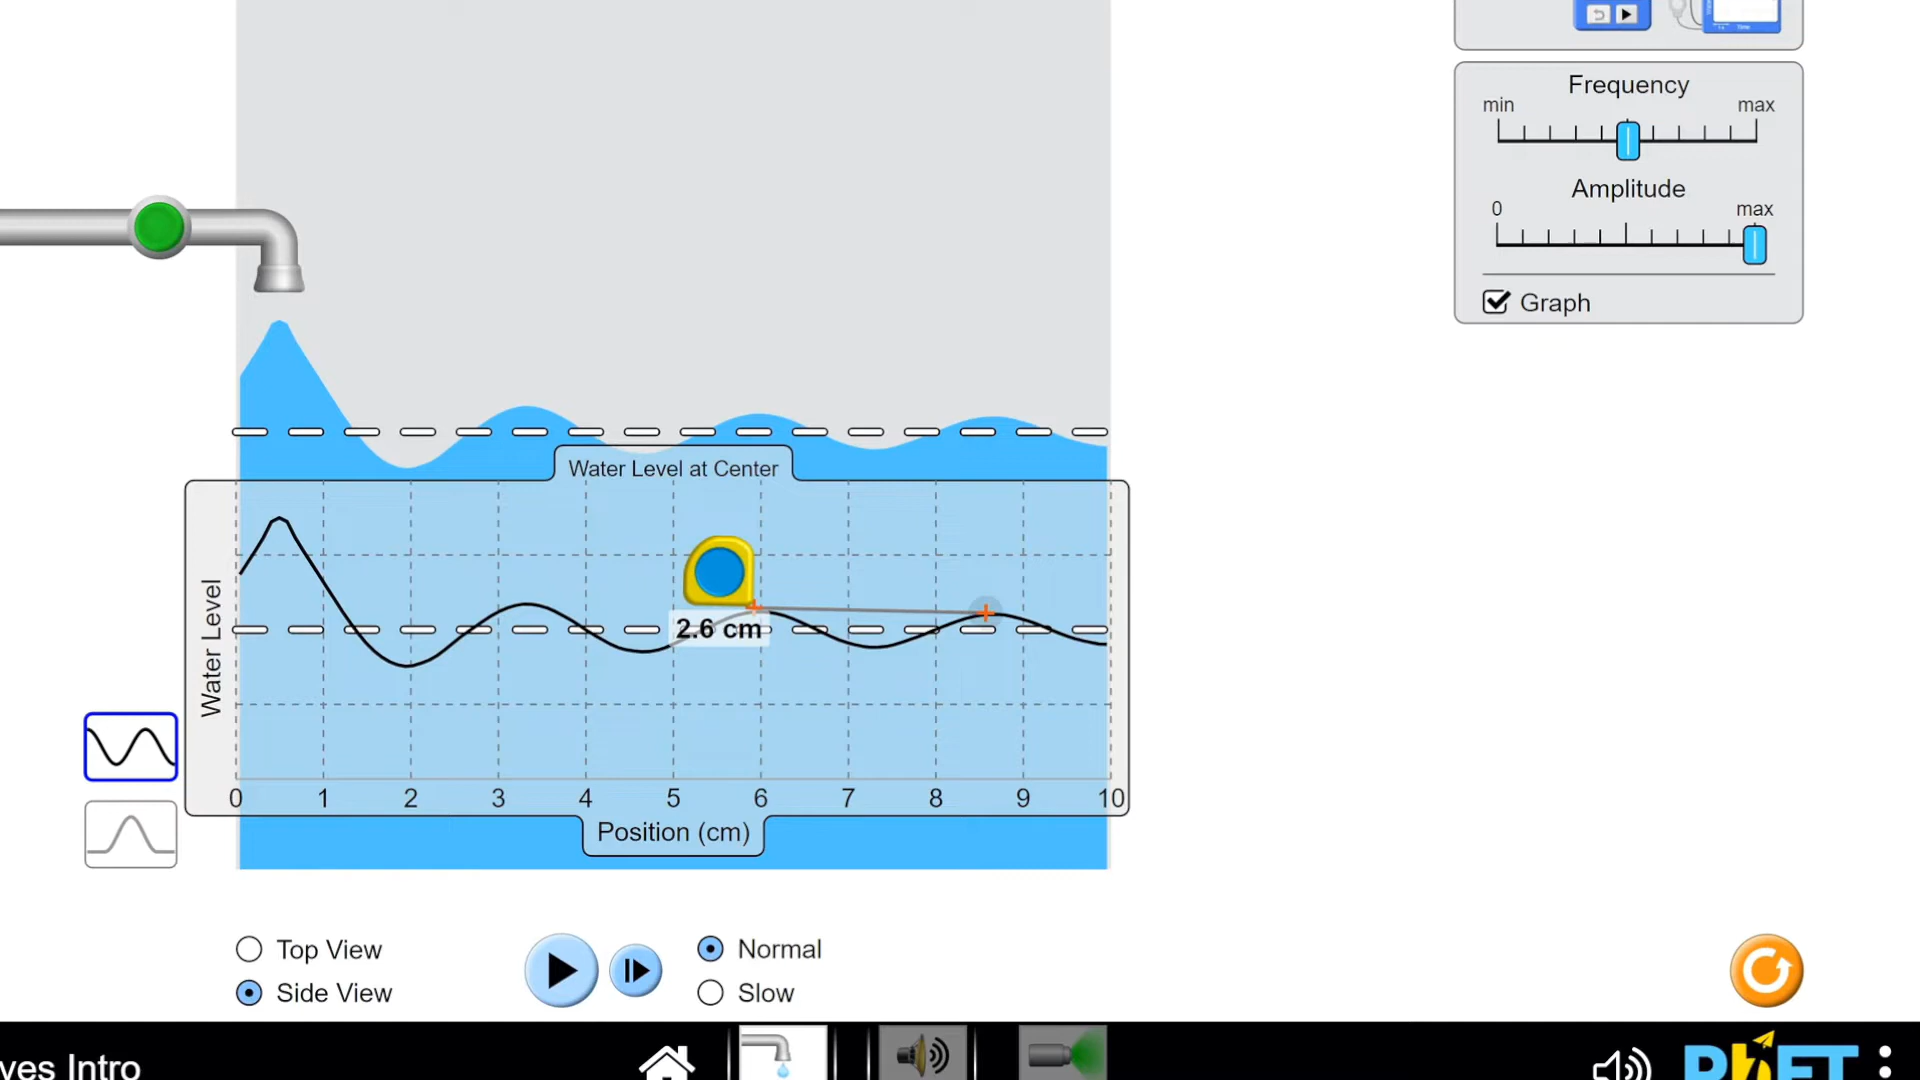 Frequency
min max
Amplitude
0 max
Graph
Water Level at Center
Water Level
2.6 cm
0 1 2 3 4 5 6 7 8 9 10
Position (cm)
Top View
Side View
Normal
Slow
ves Intro
PhET